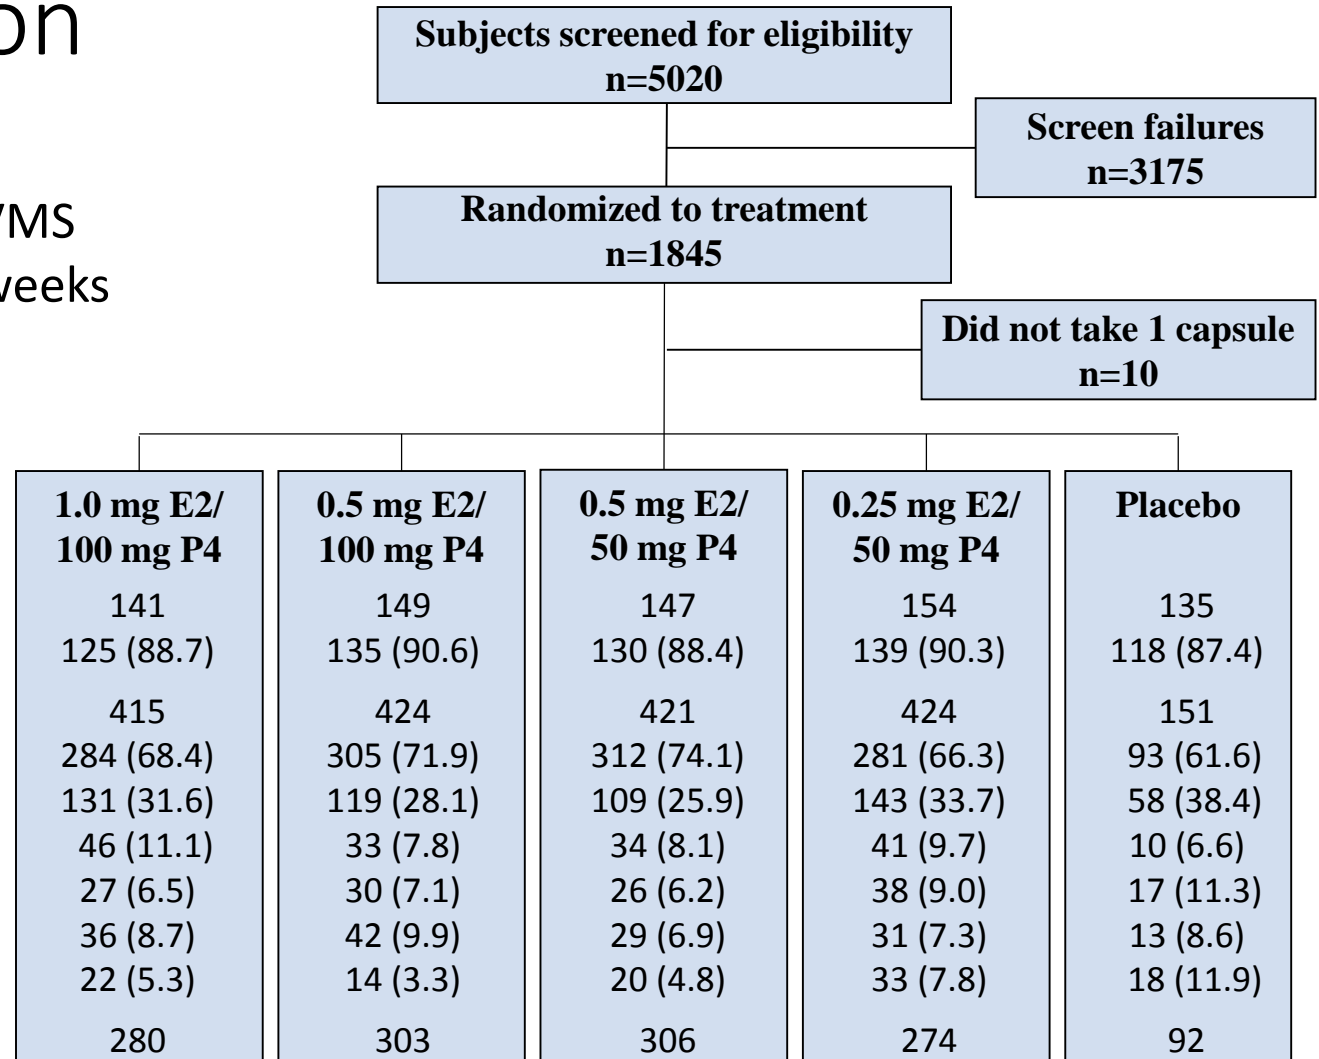 on
Subjects screened for eligibility
n=5020
Screen failures
n=3175
VMS
weeks
Randomized to treatment
n=1845
Did not take 1 capsule
n=10
1.0 mg E2/
100 mg P4
141
125 (88.7)
415
284 (68.4)
131 (31.6)
46 (11.1)
27 (6.5)
36 (8.7)
22 (5.3)
280
0.5 mg E2/
100 mg P4
149
135 (90.6)
424
305 (71.9)
119 (28.1)
33 (7.8)
30 (7.1)
42 (9.9)
14 (3.3)
303
0.5 mg E2/
50 mg P4
147
130 (88.4)
421
312 (74.1)
109 (25.9)
34 (8.1)
26 (6.2)
29 (6.9)
20 (4.8)
306
0.25 mg E2/
50 mg P4
154
139 (90.3)
424
281 (66.3)
143 (33.7)
41 (9.7)
38 (9.0)
31 (7.3)
33 (7.8)
274
Placebo
135
118 (87.4)
151
93 (61.6)
58 (38.4)
10 (6.6)
17 (11.3)
13 (8.6)
18 (11.9)
92